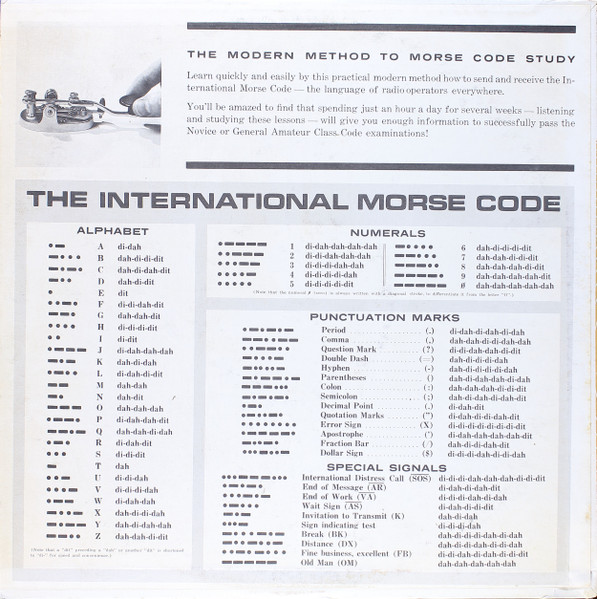 THE MODERN METHOD TO MORSE CODE STUDY
Learn quickly and easily by this practical modern method how to send and receive the In-
ternational Morse Code — the language of radio operators everywhere.
You'll be amazed to find that spending just an hour a day for several weeks — listening
and studying these lessons — will give you enough information to successfully pass the
Novice or General Amateur Class Code examinations!
THE INTERNATIONAL MORSE CODE
ALPHABET
A di-dah
B dah-di-di-dit
C dah-di-dah-dit
D dah-di-dit
E dit
F di-di-dah-dit
G dah-dah-dit
H di-di-di-dit
I di-dit
J di-dah-dah-dah
K dah-di-dah
L di-dah-di-dit
M dah-dah
N dah-dit
O dah-dah-dah
P di-dah-dah-dit
Q dah-dah-di-dah
R di-dah-dit
S di-di-dit
T dah
U di-di-dah
V di-di-di-dah
W di-dah-dah
X dah-di-di-dah
Y dah-di-dah-dah
Z dah-dah-di-dit
NUMERALS
1 di-dah-dah-dah-dah
2 di-di-dah-dah-dah
3 di-di-di-dah-dah
4 di-di-di-di-dah
5 di-di-di-di-dit
6 dah-di-di-di-dit
7 dah-dah-di-di-dit
8 dah-dah-dah-di-dit
9 dah-dah-dah-dah-dit
0 dah-dah-dah-dah-dah
PUNCTUATION MARKS
Period (.) di-dah-di-dah-di-dah
Comma (,) dah-dah-di-di-dah-dah
Question Mark (?) di-di-dah-dah-di-dit
Double Dash (=) dah-di-di-di-dah
Hyphen (-) dah-di-di-di-di-dah
Parentheses () dah-di-dah-dah-di-dah
Colon (:) dah-dah-dah-di-di-dit
Semicolon (;) dah-di-dah-di-dah-dit
Decimal Point (.)
Quotation Marks (") di-dah-di-di-dah-dit
Error Sign (X) di-di-di-di-di-di-di-dit
Apostrophe (') di-dah-dah-dah-dah-dit
Fraction Bar (/) dah-di-di-dah-dit
Dollar Sign ($) di-di-di-dah-di-di-dah
SPECIAL SIGNALS
International Distress Call (SOS) di-di-di-dah-dah-dah-di-di-dit
End of Message (AR) di-dah-di-dah-dit
End of Work (VA) di-di-di-dah-di-dah
Wait Sign (AS) di-dah-di-di-dit
Invitation to Transmit (K) dah-di-dah
Sign indicating test di-di-dah
Break (BK) dah-di-di-di-dah-di-dah
Distance (DX) dah-di-di-dah-di-di-dah
Fine business, excellent (FB) di-di-dah-di-dah-di-di-dit
Old Man (OM) dah-dah-dah-dah-dah